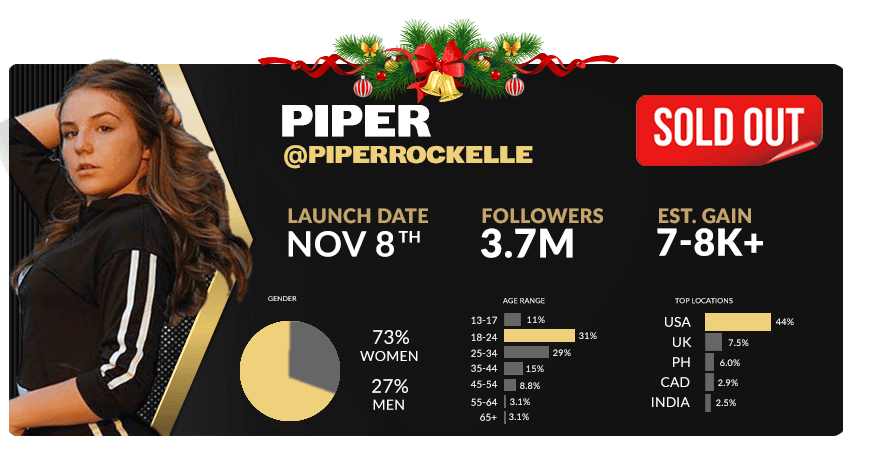 PIPER
@PIPERROCKELLE
SOLD OUT
LAUNCH DATE
NOV 8TH
FOLLOWERS
3.7M
EST. GAIN
7-8K+
GENDER
73%
WOMEN
27%
MEN
AGE RANGE
13-17 11%
18-24 31%
25-34 29%
35-44 15%
45-54 8.8%
55-64 3.1%
65+ 3.1%
TOP LOCATIONS
USA 44%
UK 7.5%
PH 6.0%
CAD 2.9%
INDIA 2.5%